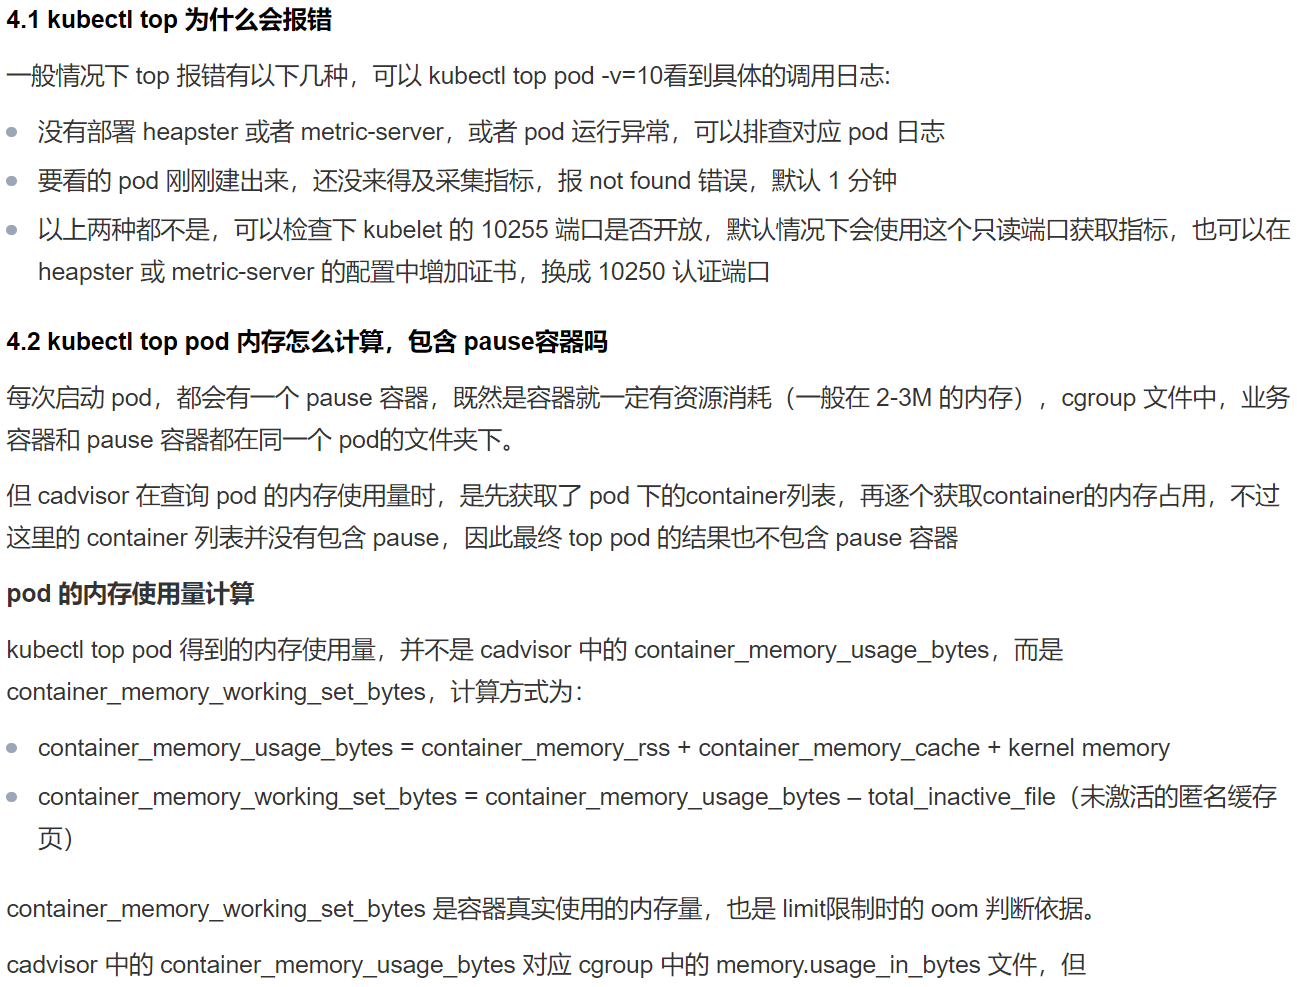 4.1 kubectl top 为什么会报错
一般情况下 top 报错有以下几种，可以 kubectl top pod -v=10看到具体的调用日志:
没有部署 heapster 或者 metric-server，或者 pod 运行异常，可以排查对应 pod 日志
要看的 pod 刚刚建出来，还没来得及采集指标，报 not found 错误，默认 1 分钟
以上两种都不是，可以检查下 kubelet 的 10255 端口是否开放，默认情况下会使用这个只读端口获取指标，也可以在
heapster 或 metric-server 的配置中增加证书，换成 10250 认证端口
4.2 kubectl top pod 内存怎么计算，包含 pause容器吗
每次启动 pod，都会有一个 pause 容器，既然是容器就一定有资源消耗（一般在 2-3M 的内存），cgroup 文件中，业务
容器和 pause 容器都在同一个 pod的文件夹下。
但 cadvisor 在查询 pod 的内存使用量时，是先获取了 pod 下的container列表，再逐个获取container的内存占用，不过
这里的 container 列表并没有包含 pause，因此最终 top pod 的结果也不包含 pause 容器
pod 的内存使用量计算
kubectl top pod 得到的内存使用量，并不是 cadvisor 中的 container_memory_usage_bytes，而是
container_memory_working_set_bytes，计算方式为：
container_memory_usage_bytes = container_memory_rss + container_memory_cache + kernel memory
container_memory_working_set_bytes = container_memory_usage_bytes – total_inactive_file（未激活的匿名缓存
页）
container_memory_working_set_bytes 是容器真实使用的内存量，也是 limit限制时的 oom 判断依据。
cadvisor 中的 container_memory_usage_bytes 对应 cgroup 中的 memory.usage_in_bytes 文件，但